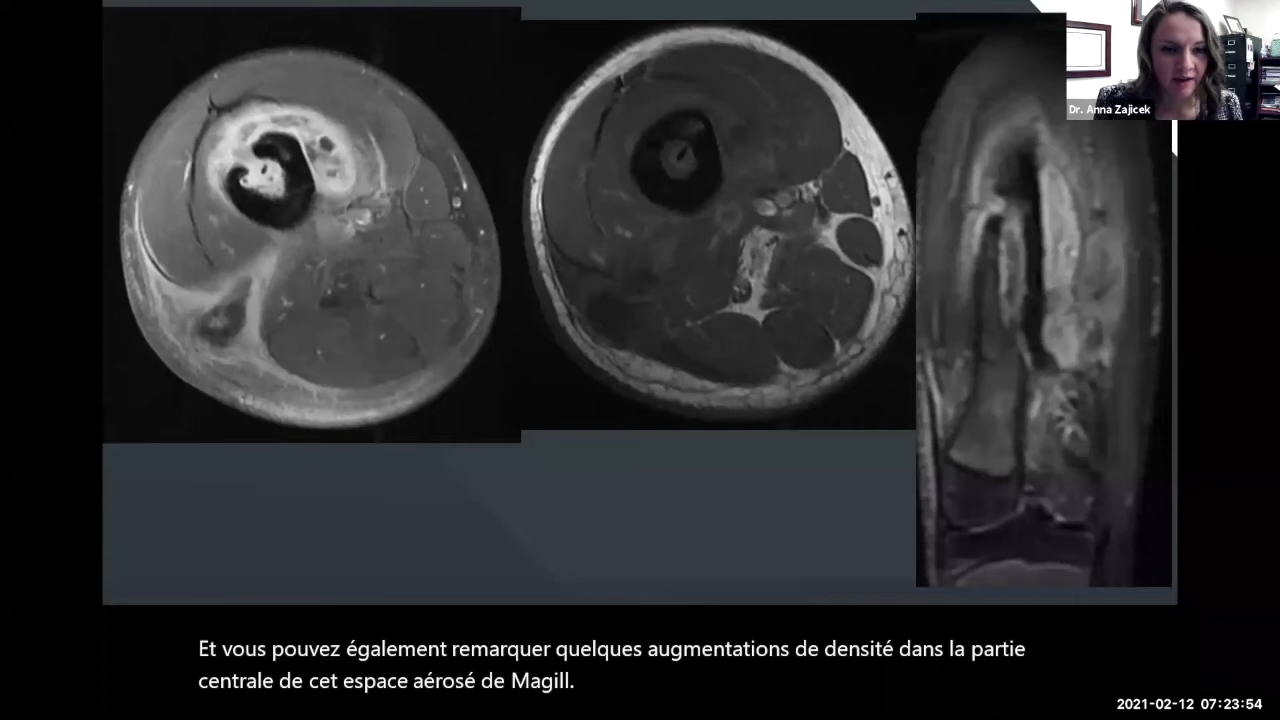 Dr. Anna Zajicek
Et vous pouvez également remarquer quelques augmentations de densité dans la partie
centrale de cet espace aérosé de Magill.
2021-02-12 07:23:54